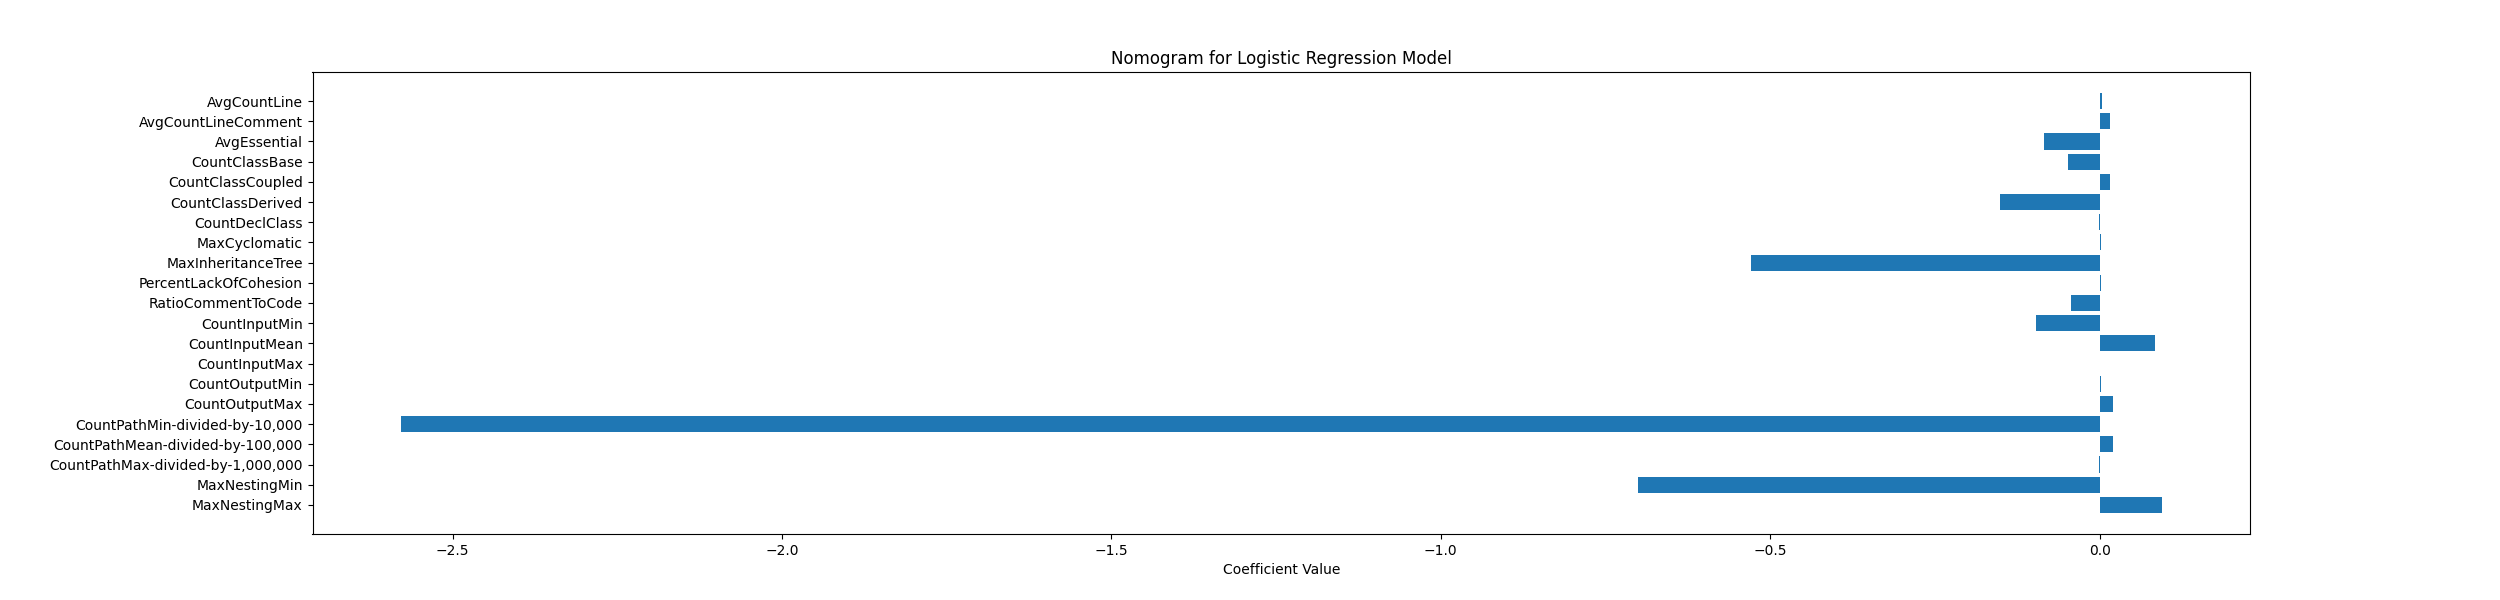 Nomogram for Logistic Regression Model
AvgCountLine
AvgCountLineComment
AvgEssential
CountClassBase
CountClassCoupled
CountClassDerived
CountDeclClass
MaxCyclomatic
MaxInheritanceTree
PercentLackOfCohesion
RatioCommentToCode
CountInputMin
CountInputMean
CountInputMax
CountOutputMin
CountOutputMax
CountPathMin-divided-by-10,000
CountPathMean-divided-by-100,000
CountPathMax-divided-by-1,000,000
MaxNestingMin
MaxNestingMax
−2.5 −2.0 −1.5 −1.0 −0.5 0.0
Coefficient Value